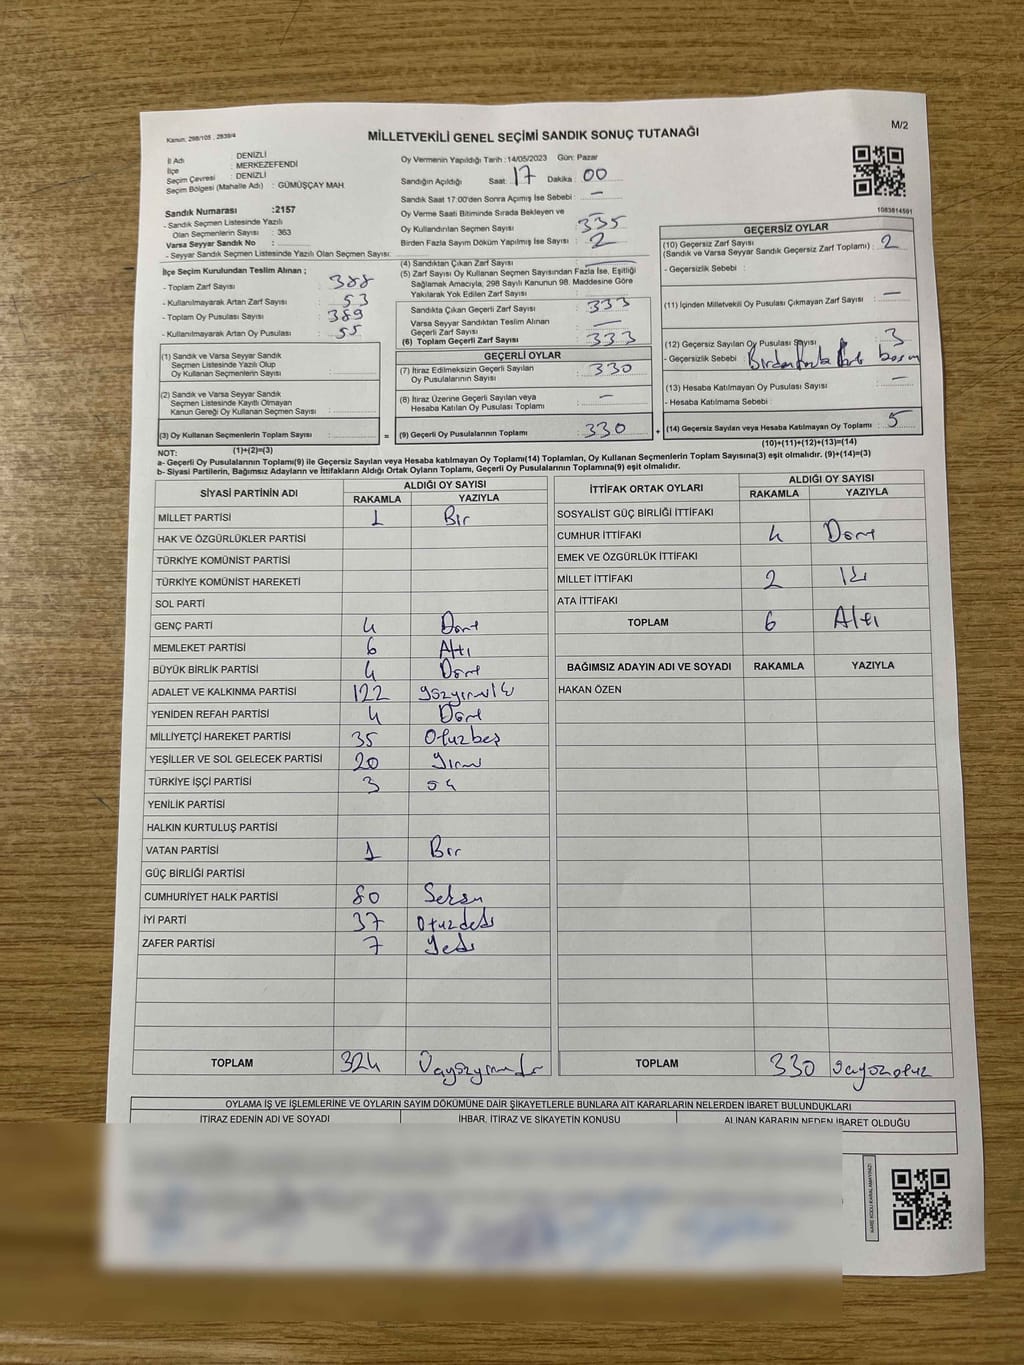 Kanun, 298/105 , 2839/4
MİLLETVEKİLİ GENEL SEÇİMİ SANDIK SONUÇ TUTANAĞI
M/2
İl Adı : DENİZLİ
İlçe : MERKEZEFENDİ
Seçim Çevresi : DENİZLİ
Seçim Bölgesi (Mahalle Adı) : GÜMÜŞÇAY MAH.
Oy Vermenin Yapıldığı Tarih : 14/05/2023 Gün: Pazar
Sandığın Açıldığı Saat: 17 Dakika : 00
Sandık Saat 17:00'den Sonra Açımış İse Sebebi : —
Sandık Numarası :2157
- Sandık Seçmen Listesinde Yazılı
Olan Seçmenlerin Sayısı : 363
Varsa Seyyar Sandık No :
- Seyyar Sandık Seçmen Listesinde Yazılı Olan Seçmen Sayısı:
Oy Verme Saati Bitiminde Sırada Bekleyen ve
Oy Kullandırılan Seçmen Sayısı : 335
Birden Fazla Sayım Döküm Yapılmış İse Sayısı : 2
1083814591
İlçe Seçim Kurulundan Teslim Alınan ;
- Toplam Zarf Sayısı : 388
- Kullanılmayarak Artan Zarf Sayısı : 53
- Toplam Oy Pusulası Sayısı : 389
- Kullanılmayarak Artan Oy Pusulası : 55
(4) Sandıktan Çıkan Zarf Sayısı :
(5) Zarf Sayısı Oy Kullanan Seçmen Sayısından Fazla İse, Eşitliği
Sağlamak Amacıyla, 298 Sayılı Kanunun 98. Maddesine Göre
Yakılarak Yok Edilen Zarf Sayısı :
Sandıkta Çıkan Geçerli Zarf Sayısı : 333
Varsa Seyyar Sandıktan Teslim Alınan
Geçerli Zarf Sayısı : —
(6) Toplam Geçerli Zarf Sayısı : 333
GEÇERSİZ OYLAR
(10) Geçersiz Zarf Sayısı
(Sandık ve Varsa Seyyar Sandık Geçersiz Zarf Toplamı) : 2
- Geçersizlik Sebebi :
(11) İçinden Milletvekili Oy Pusulası Çıkmayan Zarf Sayısı : —
(12) Geçersiz Sayılan Oy Pusulası Sayısı : 3
- Geçersizlik Sebebi
(13) Hesaba Katılmayan Oy Pusulası Sayısı : —
- Hesaba Katılmama Sebebi :
(14) Geçersiz Sayılan veya Hesaba Katılmayan Oy Toplamı : 5
(1) Sandık ve Varsa Seyyar Sandık
Seçmen Listesinde Yazılı Olup
Oy Kullanan Seçmenlerin Sayısı :
(2) Sandık ve Varsa Seyyar Sandık
Seçmen Listesinde Kayıtlı Olmayan
Kanun Gereği Oy Kullanan Seçmen Sayısı :
(3) Oy Kullanan Seçmenlerin Toplam Sayısı : =
GEÇERLİ OYLAR
(7) İtiraz Edilmeksizin Geçerli Sayılan
Oy Pusulalarının Sayısı : 330
(8) İtiraz Üzerine Geçerli Sayılan veya
Hesaba Katılan Oy Pusulası Toplamı : —
(9) Geçerli Oy Pusulalarının Toplamı : 330 +
NOT: (1)+(2)=(3)
(10)+(11)+(12)+(13)=(14)
a- Geçerli Oy Pusulalarının Toplamı(9) ile Geçersiz Sayılan veya Hesaba katılmayan Oy Toplamı(14) Toplamları, Oy Kullanan Seçmenlerin Toplam Sayısına(3) eşit olmalıdır. (9)+(14)=(3)
b- Siyasi Partilerin, Bağımsız Adayların ve İttifakların Aldığı Ortak Oyların Toplamı, Geçerli Oy Pusulalarının Toplamına(9) eşit olmalıdır.
SİYASİ PARTİNİN ADI
ALDIĞI OY SAYISI
RAKAMLA YAZIYLA
MİLLET PARTİSİ 1 Bir
HAK VE ÖZGÜRLÜKLER PARTİSİ
TÜRKİYE KOMÜNİST PARTİSİ
TÜRKİYE KOMÜNİST HAREKETİ
SOL PARTİ
GENÇ PARTİ 4 Dört
MEMLEKET PARTİSİ 6 Altı
BÜYÜK BİRLİK PARTİSİ 4 Dört
ADALET VE KALKINMA PARTİSİ 122 yüzyirmiiki
YENİDEN REFAH PARTİSİ 4 Dört
MİLLİYETÇİ HAREKET PARTİSİ 35 Otuzbeş
YEŞİLLER VE SOL GELECEK PARTİSİ 20 Yirmi
TÜRKİYE İŞÇİ PARTİSİ 3 üç
YENİLİK PARTİSİ
HALKIN KURTULUŞ PARTİSİ
VATAN PARTİSİ 1 Bir
GÜÇ BİRLİĞİ PARTİSİ
CUMHURİYET HALK PARTİSİ 80 Seksen
İYİ PARTİ 37 Otuzyedi
ZAFER PARTİSİ 7 Yedi
TOPLAM 324 Üçyüzyirmidört
İTTİFAK ORTAK OYLARI
ALDIĞI OY SAYISI
RAKAMLA YAZIYLA
SOSYALİST GÜÇ BİRLİĞİ İTTİFAKI
CUMHUR İTTİFAKI 4 Dört
EMEK VE ÖZGÜRLÜK İTTİFAKI
MİLLET İTTİFAKI 2 İki
ATA İTTİFAKI
TOPLAM 6 Altı
BAĞIMSIZ ADAYIN ADI VE SOYADI RAKAMLA YAZIYLA
HAKAN ÖZEN
TOPLAM 330 üçyüzotuz
OYLAMA İŞ VE İŞLEMLERİNE VE OYLARIN SAYIM DÖKÜMÜNE DAİR ŞİKAYETLERLE BUNLARA AİT KARARLARIN NELERDEN İBARET BULUNDUKLARI
İTİRAZ EDENİN ADI VE SOYADI
İHBAR, İTİRAZ VE ŞİKAYETİN KONUSU
ALINAN KARARIN NEDEN İBARET OLDUĞU
KARE KODU KARALAMAYINIZ!